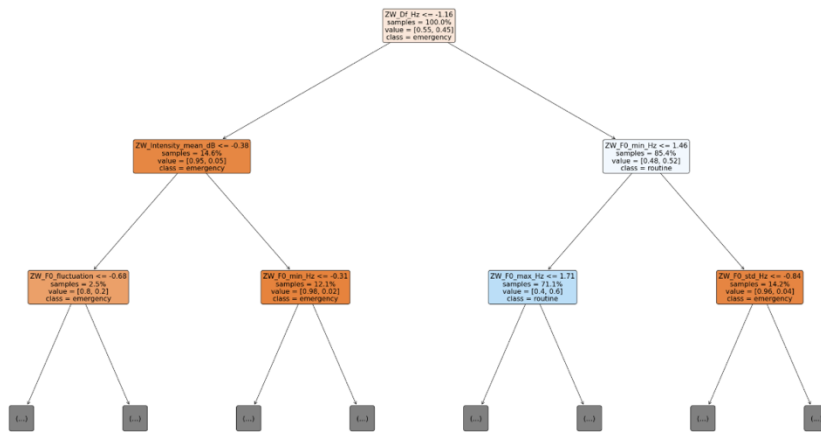 ZW_Df_Hz <= -1.16
samples = 100.0%
value = [0.55, 0.45]
class = emergency
ZW_Intensity_mean_dB <= -0.38
samples = 14.6%
value = [0.95, 0.05]
class = emergency
ZW_F0_min_Hz <= 1.46
samples = 85.4%
value = [0.48, 0.52]
class = routine
ZW_F0_fluctuation <= -0.68
samples = 2.5%
value = [0.8, 0.2]
class = emergency
ZW_F0_min_Hz <= -0.31
samples = 12.1%
value = [0.98, 0.02]
class = emergency
ZW_F0_max_Hz <= 1.71
samples = 71.1%
value = [0.4, 0.6]
class = routine
ZW_F0_std_Hz <= -0.84
samples = 14.2%
value = [0.96, 0.04]
class = emergency
(...)
(...)
(...)
(...)
(...)
(...)
(...)
(...)